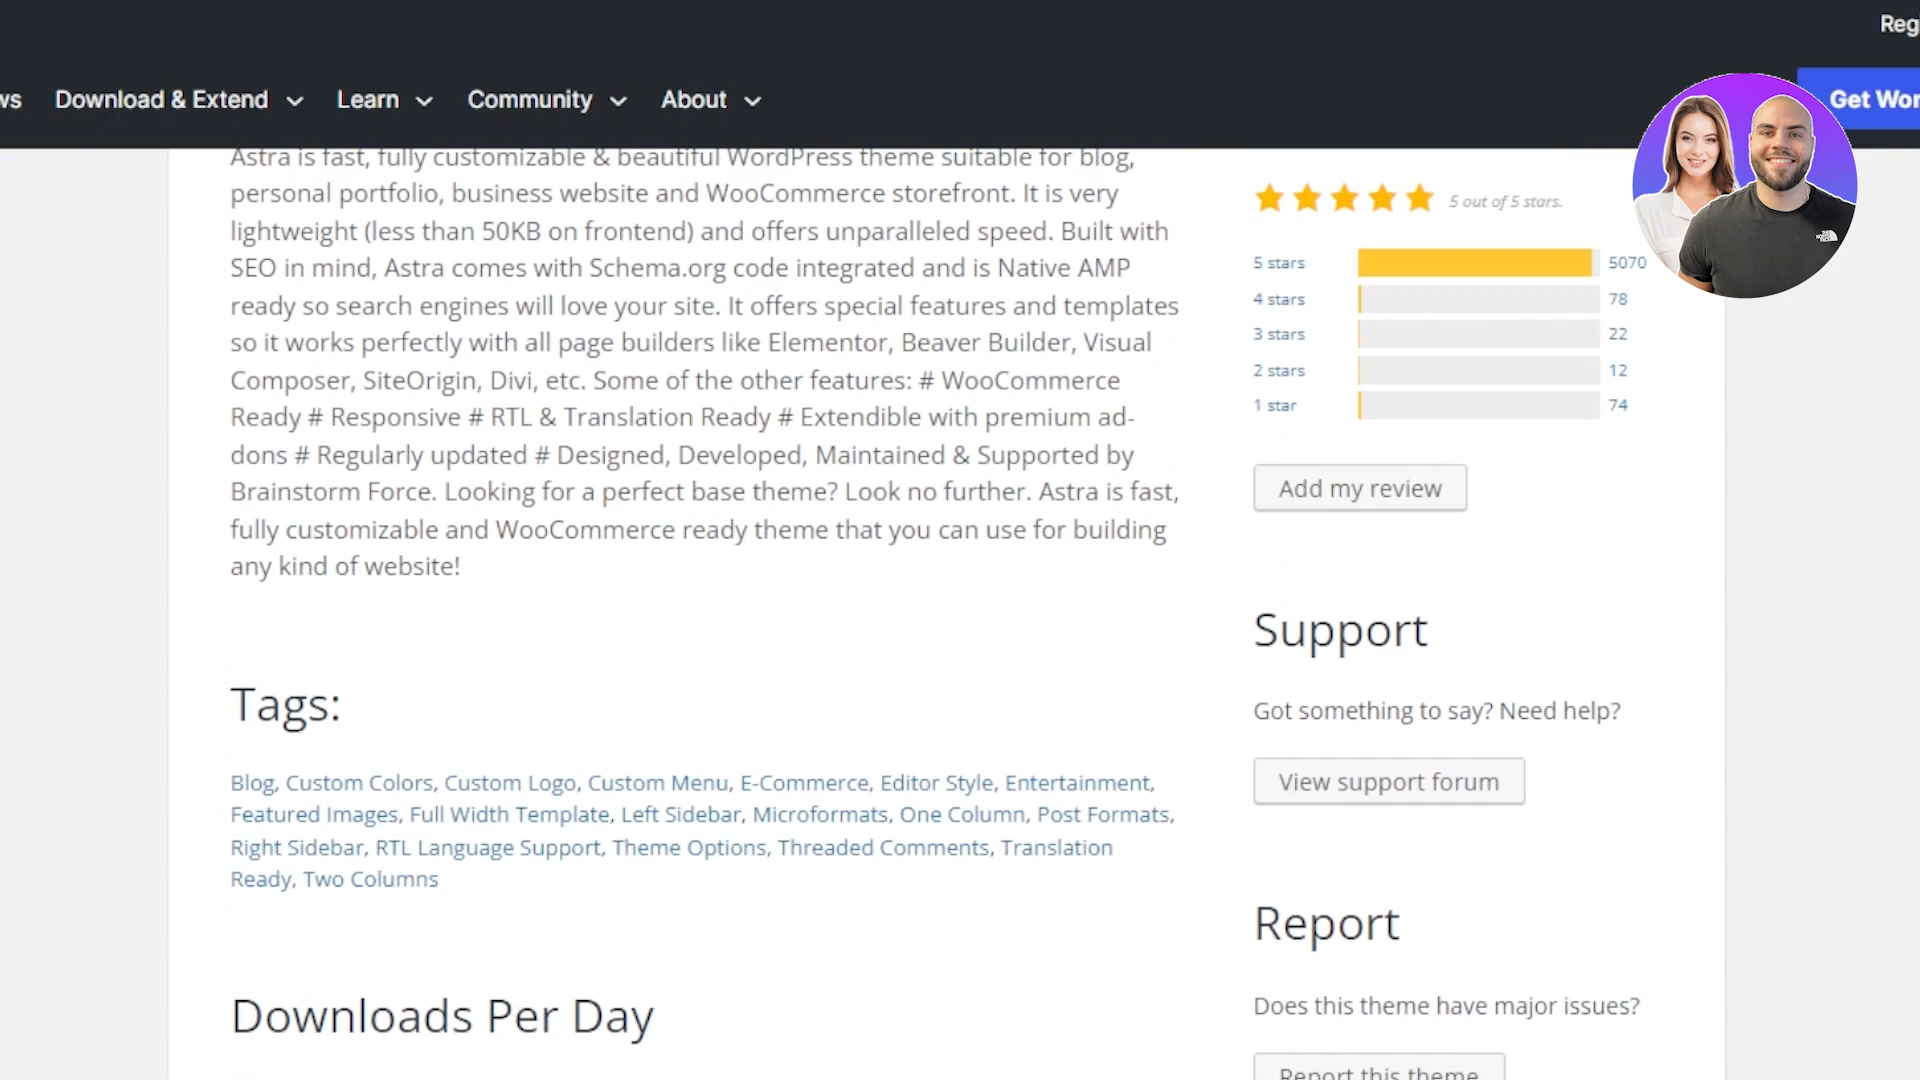 Reg
ws Download & Extend Learn Community About Get Wor
Astra is fast, fully customizable & beautiful WordPress theme suitable for blog,
personal portfolio, business website and WooCommerce storefront. It is very
lightweight (less than 50KB on frontend) and offers unparalleled speed. Built with
SEO in mind, Astra comes with Schema.org code integrated and is Native AMP
ready so search engines will love your site. It offers special features and templates
so it works perfectly with all page builders like Elementor, Beaver Builder, Visual
Composer, SiteOrigin, Divi, etc. Some of the other features: # WooCommerce
Ready # Responsive # RTL & Translation Ready # Extendible with premium ad-
dons # Regularly updated # Designed, Developed, Maintained & Supported by
Brainstorm Force. Looking for a perfect base theme? Look no further. Astra is fast,
fully customizable and WooCommerce ready theme that you can use for building
any kind of website!
Tags:
Blog, Custom Colors, Custom Logo, Custom Menu, E-Commerce, Editor Style, Entertainment,
Featured Images, Full Width Template, Left Sidebar, Microformats, One Column, Post Formats,
Right Sidebar, RTL Language Support, Theme Options, Threaded Comments, Translation
Ready, Two Columns
Downloads Per Day
5 out of 5 stars.
5 stars 5070
4 stars 78
3 stars 22
2 stars 12
1 star 74
Add my review
Support
Got something to say? Need help?
View support forum
Report
Does this theme have major issues?
Report this theme
THE NORTH FACE